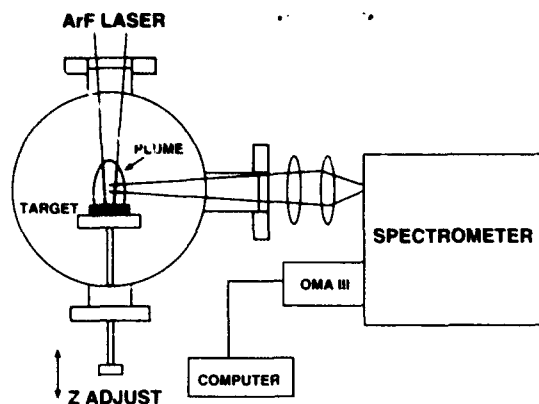 ArF LASER
PLUME
TARGET
SPECTROMETER
OMA III
COMPUTER
Z ADJUST